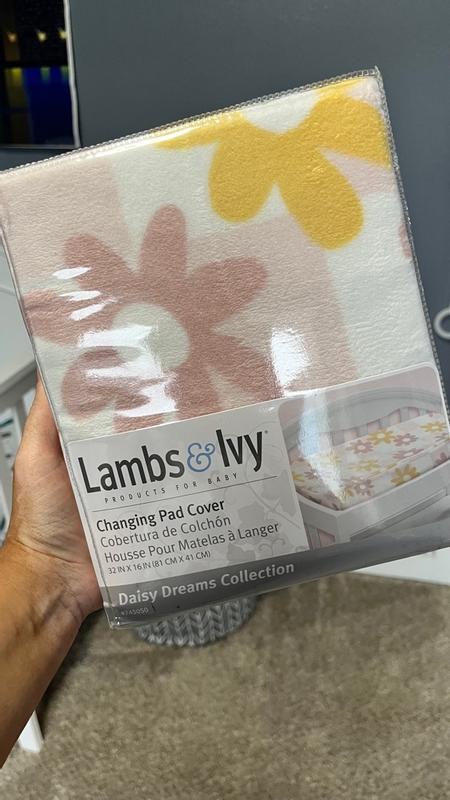 Lambs & Ivy®
PRODUCTS FOR BABY
Changing Pad Cover
Cobertura de Colchón
Housse Pour Matelas à Langer
32 IN X 16 IN (81 CM X 41 CM)
Daisy Dreams Collection
#745050